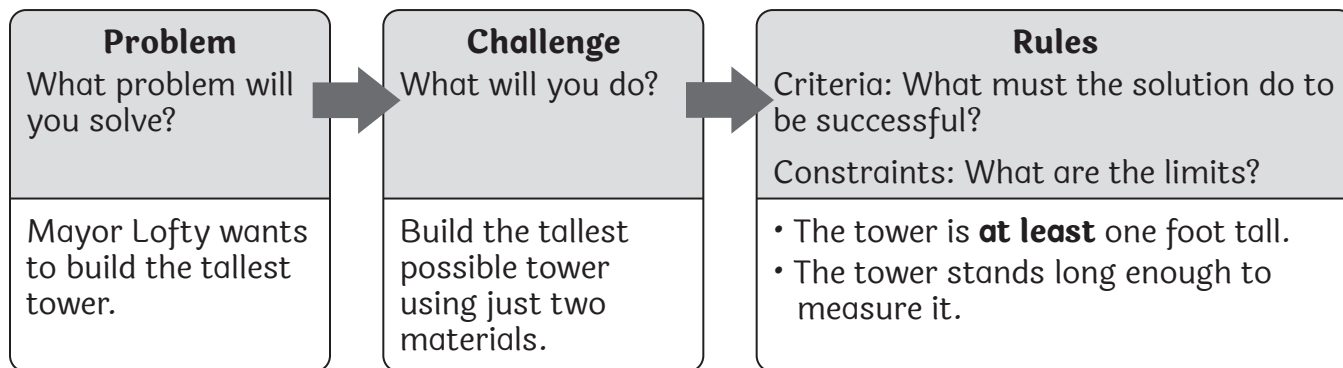 Problem
What problem will
you solve?
Mayor Lofty wants
to build the tallest
tower.
Challenge
What will you do?
Build the tallest
possible tower
using just two
materials.
Rules
Criteria: What must the solution do to
be successful?
Constraints: What are the limits?
• The tower is at least one foot tall.
• The tower stands long enough to
measure it.